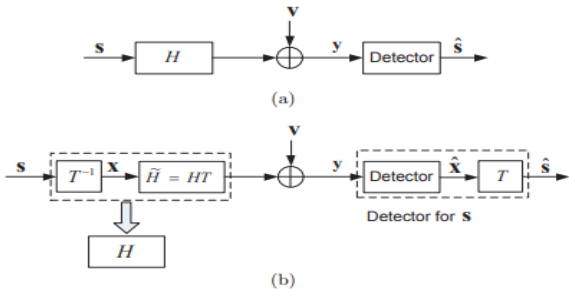 v
s H y Detector ŝ
(a)
v
s T⁻¹ x H̃ = HT y Detector x̂ T ŝ
Detector for s
H
(b)